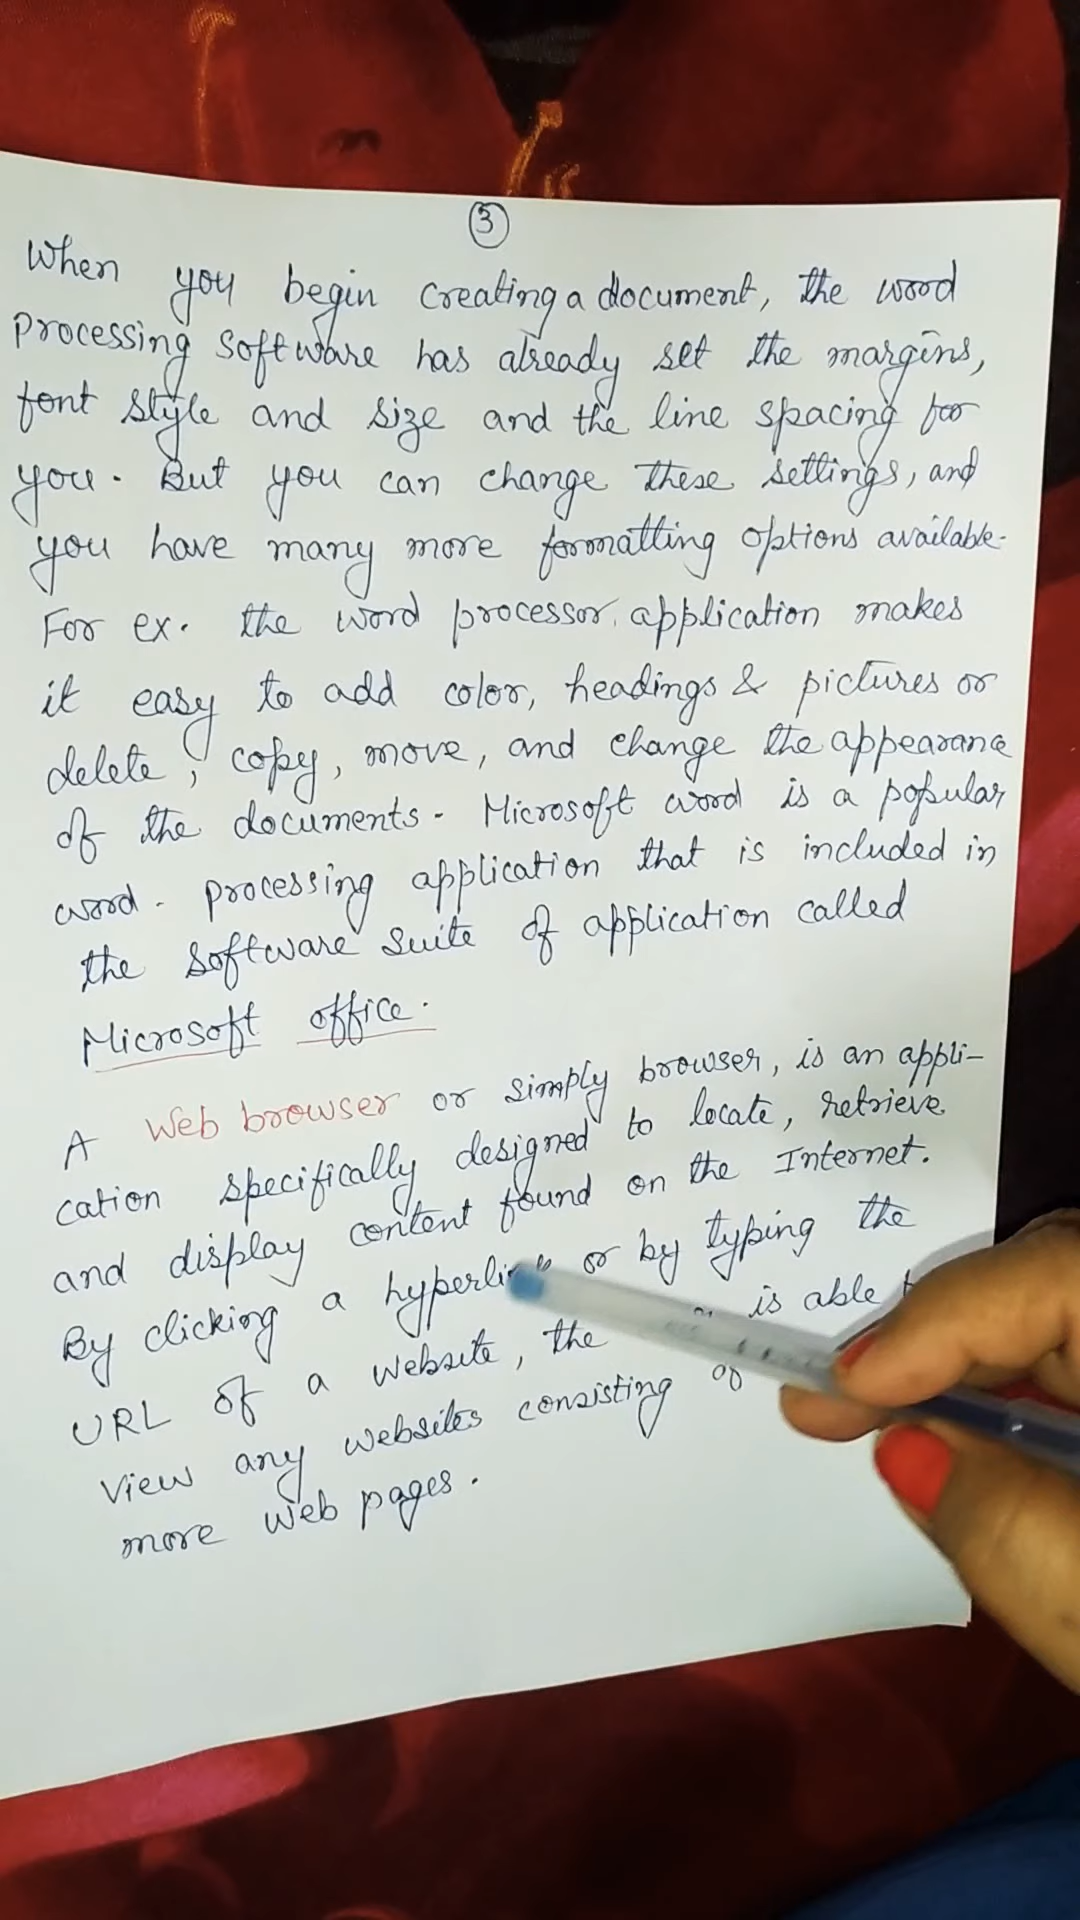 3
When you begin creating a document, the word
processing software has already set the margins,
font style and size and the line spacing for
you. But you can change these settings, and
you have many more formatting options available.
For ex. the word processor application makes
it easy to add color, headings & pictures or
delete, copy, move, and change the appearance
of the documents. Microsoft word is a popular
word. processing application that is included in
the software suite of application called
Microsoft office.
A Web browser or simply browser, is an appli-
cation specifically designed to locate, retrieve
and display content found on the Internet.
By clicking a hyperlink or by typing the
URL of a website, the is able
view any websites consisting of
more web pages.